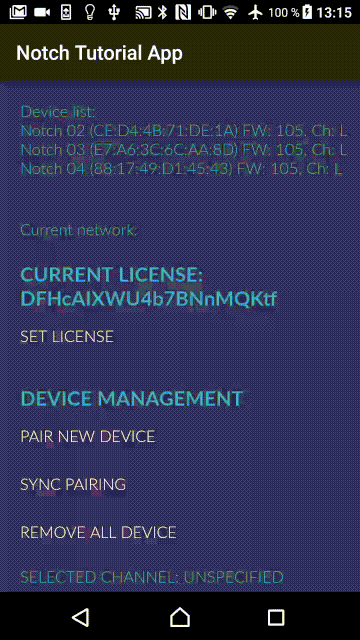 100 % 13:15
Notch Tutorial App
Device list:
Notch 02 (CE:D4:4B:71:DE:1A) FW: 105, Ch: L
Notch 03 (E7:A6:3C:6C:AA:8D) FW: 105, Ch: L
Notch 04 (88:17:49:D1:45:43) FW: 105, Ch: L
Current network:
CURRENT LICENSE:
DFHcAIXWU4b7BNnMQKtf
SET LICENSE
DEVICE MANAGEMENT
PAIR NEW DEVICE
SYNC PAIRING
REMOVE ALL DEVICE
SELECTED CHANNEL: UNSPECIFIED